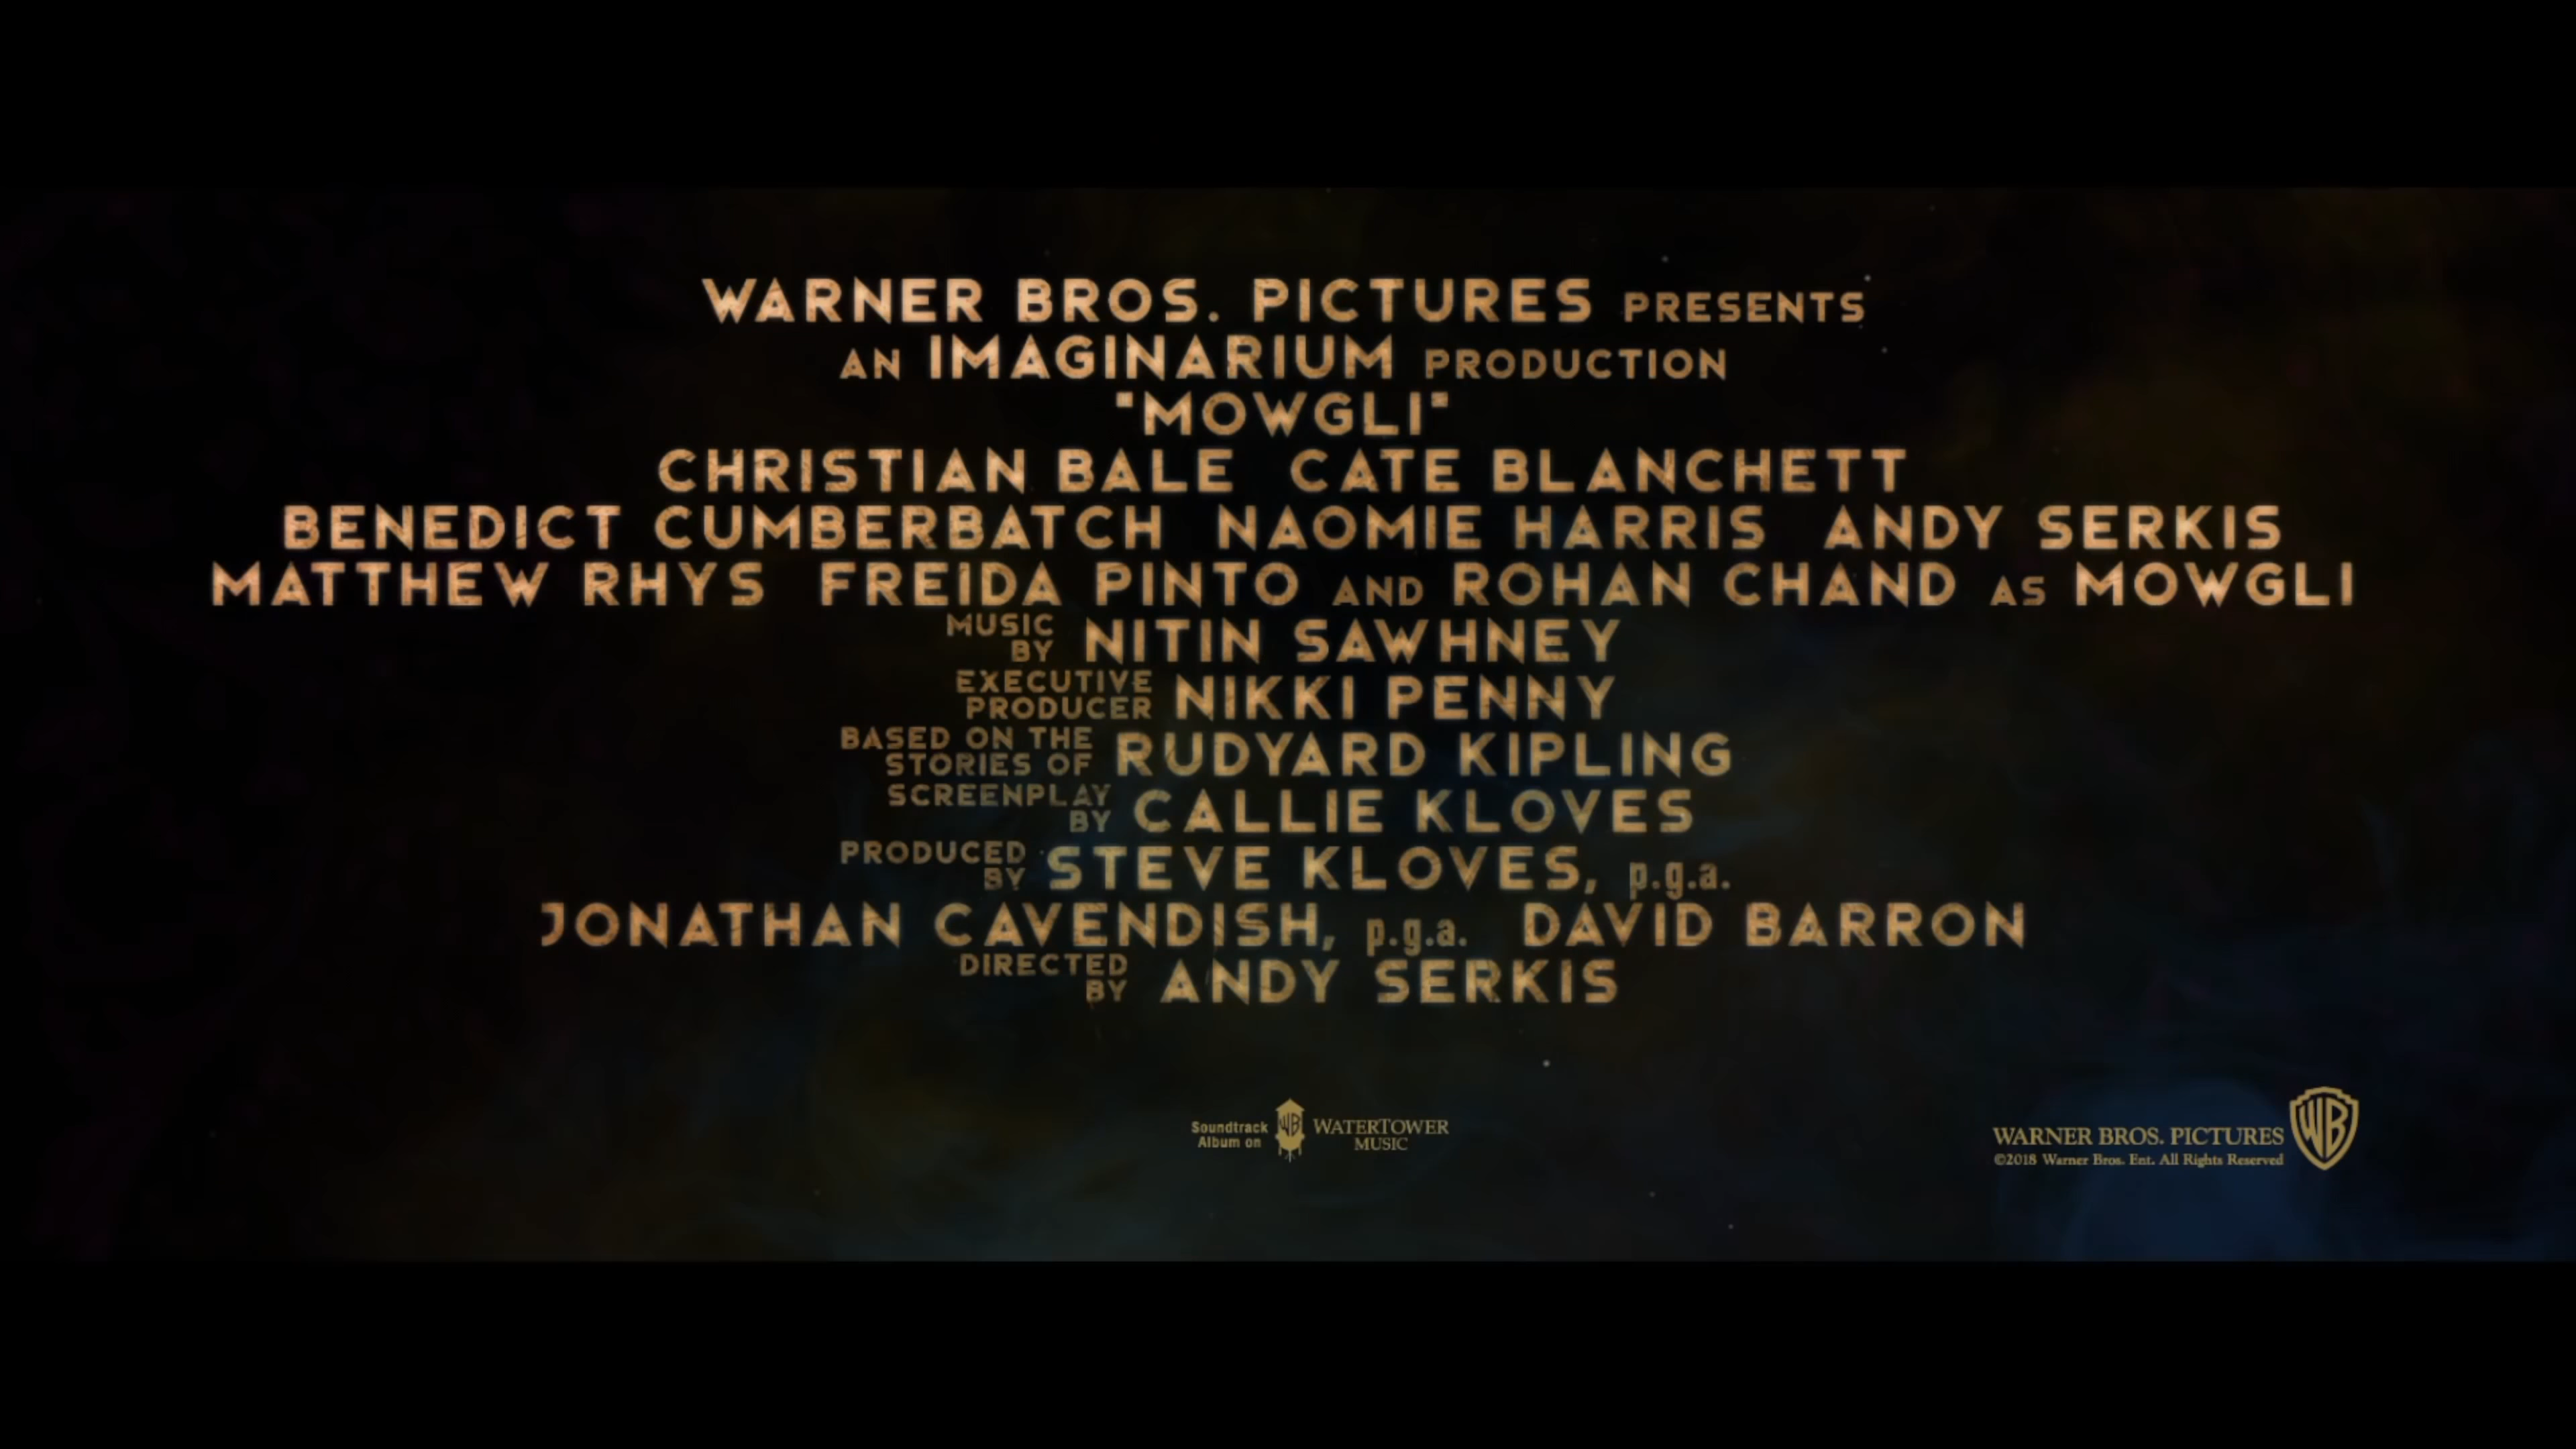 WARNER BROS. PICTURES PRESENTS
AN IMAGINARIUM PRODUCTION
"MOWGLI"
CHRISTIAN BALE CATE BLANCHETT
BENEDICT CUMBERBATCH NAOMIE HARRIS ANDY SERKIS
MATTHEW RHYS FREIDA PINTO AND ROHAN CHAND AS MOWGLI
MUSIC BY NITIN SAWHNEY
EXECUTIVE PRODUCER NIKKI PENNY
BASED ON THE STORIES OF RUDYARD KIPLING
SCREENPLAY BY CALLIE KLOVES
PRODUCED BY STEVE KLOVES, p.g.a.
JONATHAN CAVENDISH, p.g.a. DAVID BARRON
DIRECTED BY ANDY SERKIS
Soundtrack Album on WB WATERTOWER MUSIC
WARNER BROS. PICTURES WB
©2018 Warner Bros. Ent. All Rights Reserved